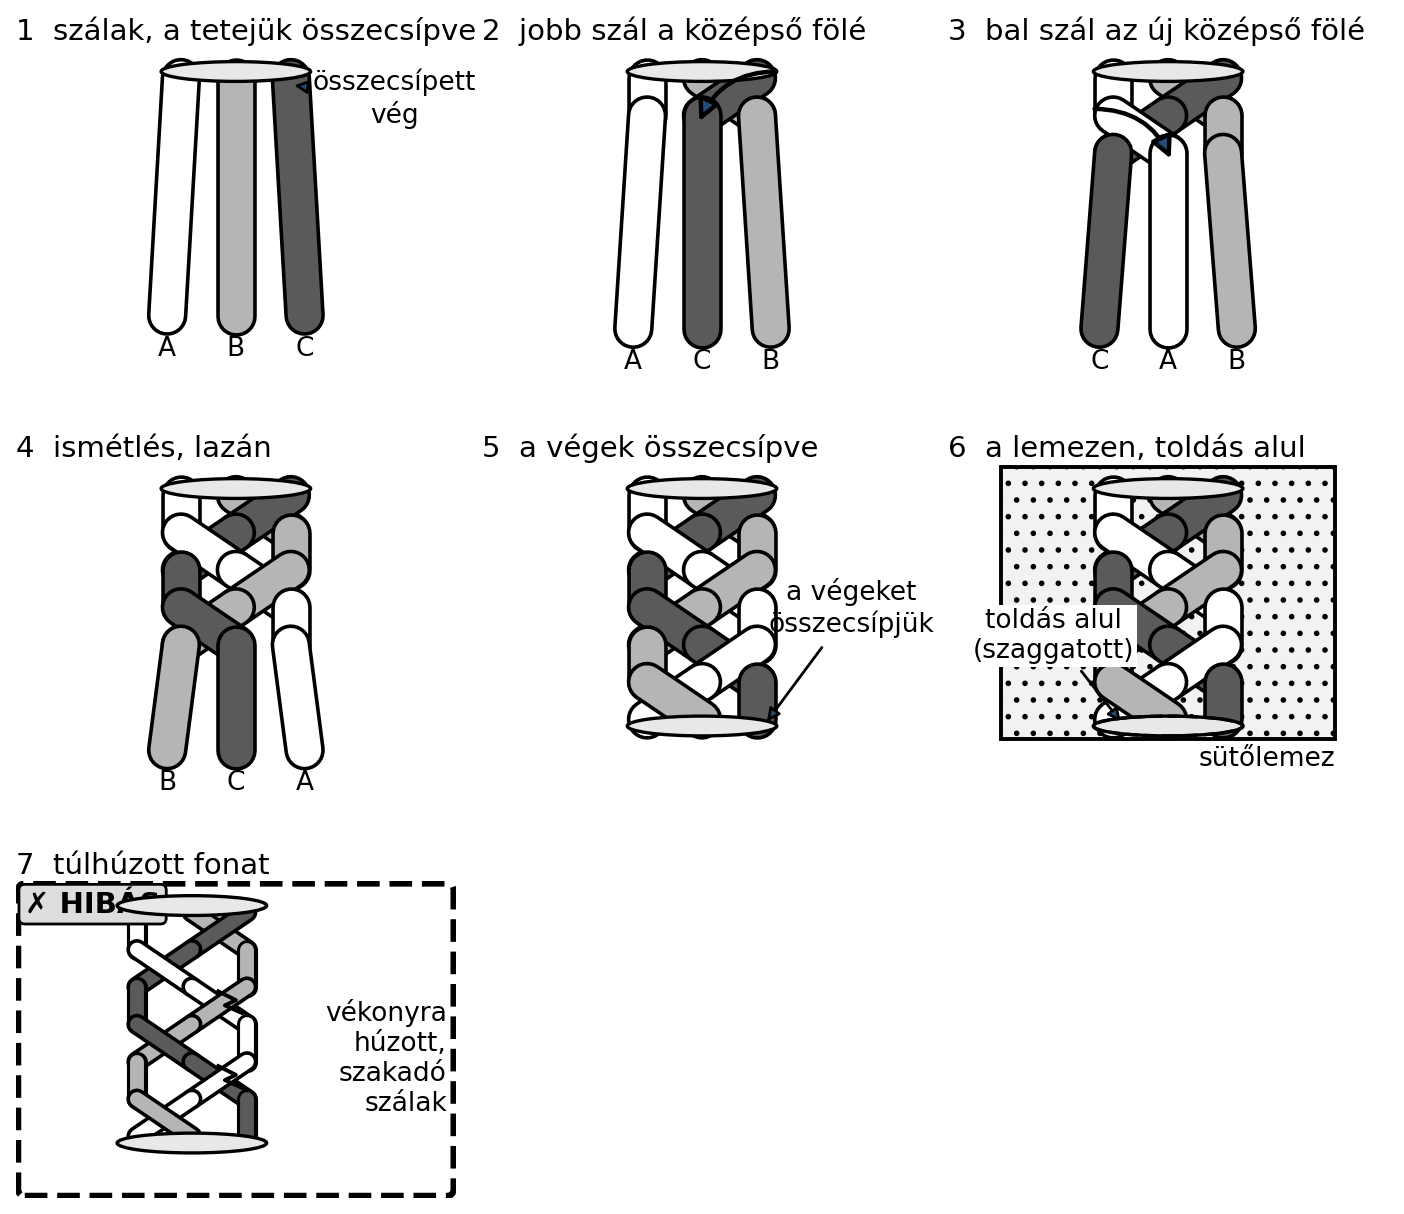 1 szálak, a tetejük összecsípve
összecsípett
vég
A B C
2 jobb szál a középső fölé
A C B
3 bal szál az új középső fölé
C A B
4 ismétlés, lazán
B C A
5 a végek összecsípve
a végeket
összecsípjük
6 a lemezen, toldás alul
toldás alul
(szaggatott)
sütőlemez
7 túlhúzott fonat
✗ HIBÁS
vékonyra
húzott,
szakadó
szálak